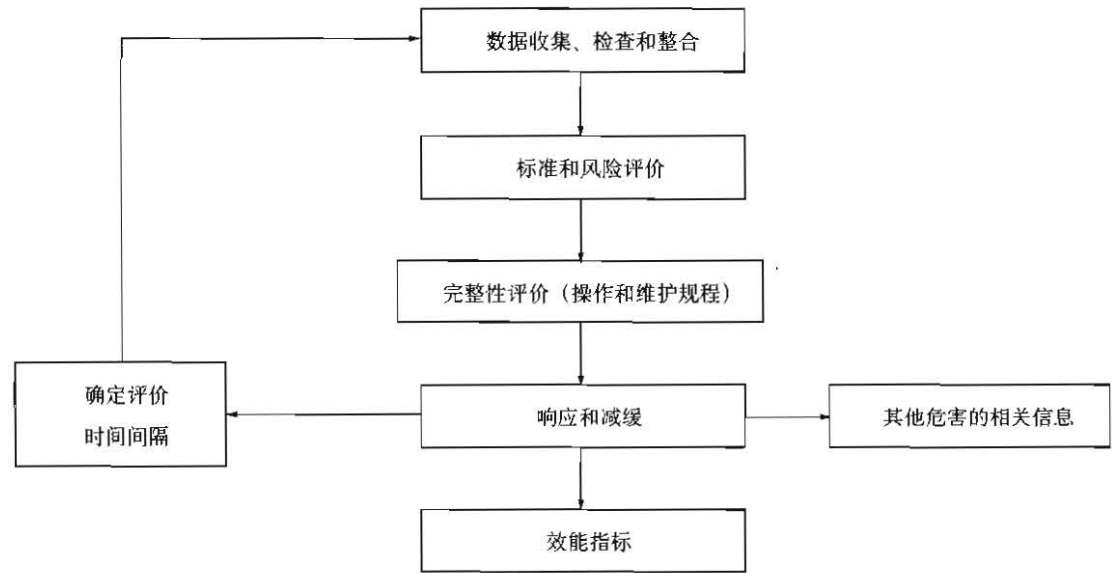 数据收集、检查和整合
标准和风险评价
完整性评价（操作和维护规程）
确定评价
时间间隔
响应和减缓
其他危害的相关信息
效能指标